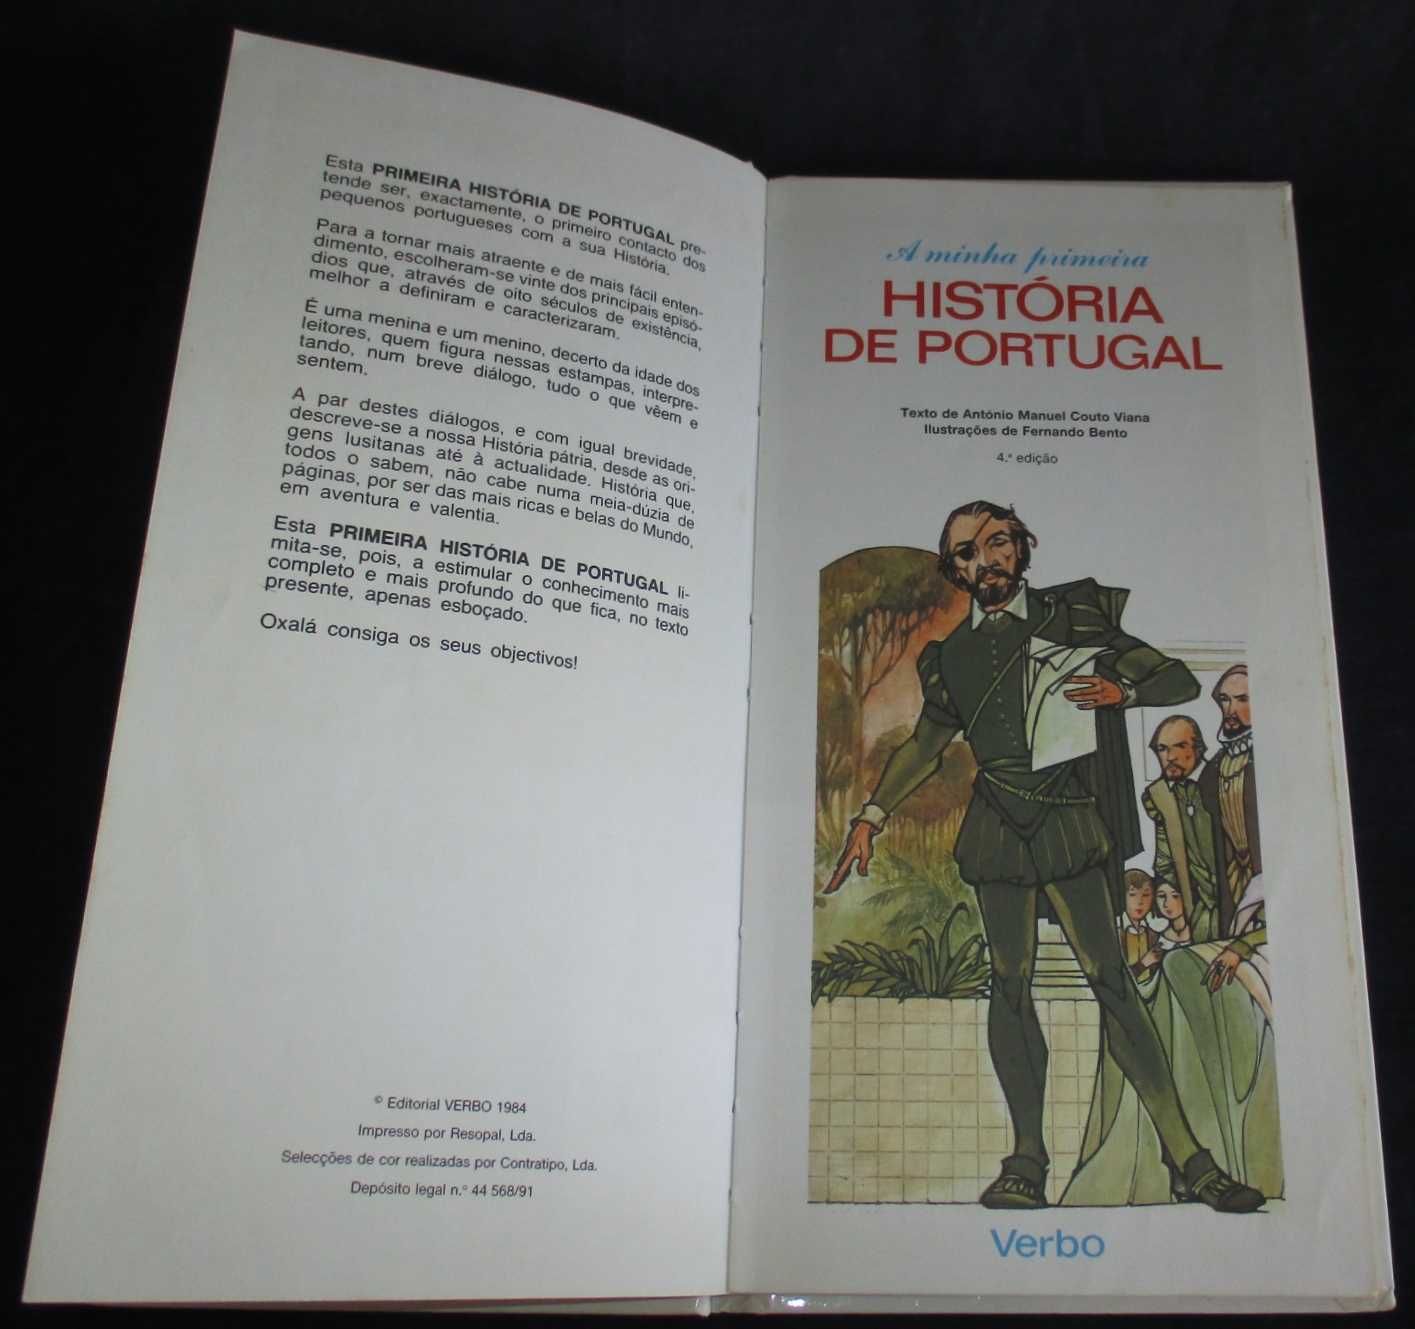 Esta PRIMEIRA HISTÓRIA DE PORTUGAL pre-
tende ser, exactamente, o primeiro contacto dos
pequenos portugueses com a sua História.
Para a tornar mais atraente e de mais fácil enten-
dimento, escolheram-se vinte dos principais episó-
dios que, através de oito séculos de existência,
melhor a definiram e caracterizaram.
É uma menina e um menino, decerto da idade dos
leitores, quem figura nessas estampas, interpre-
tando, num breve diálogo, tudo o que vêem e
sentem.
A par destes diálogos, e com igual brevidade,
descreve-se a nossa História pátria, desde as ori-
gens lusitanas até à actualidade. História que,
todos o sabem, não cabe numa meia-dúzia de
páginas, por ser das mais ricas e belas do Mundo,
em aventura e valentia.
Esta PRIMEIRA HISTÓRIA DE PORTUGAL li-
mita-se, pois, a estimular o conhecimento mais
completo e mais profundo do que fica, no texto
presente, apenas esboçado.
Oxalá consiga os seus objectivos!
© Editorial VERBO 1984
Impresso por Resopal, Lda.
Selecções de cor realizadas por Contratipo, Lda.
Depósito legal n.º 44 568/91
A minha primeira
HISTÓRIA
DE PORTUGAL
Texto de António Manuel Couto Viana
Ilustrações de Fernando Bento
4.ª edição
Verbo